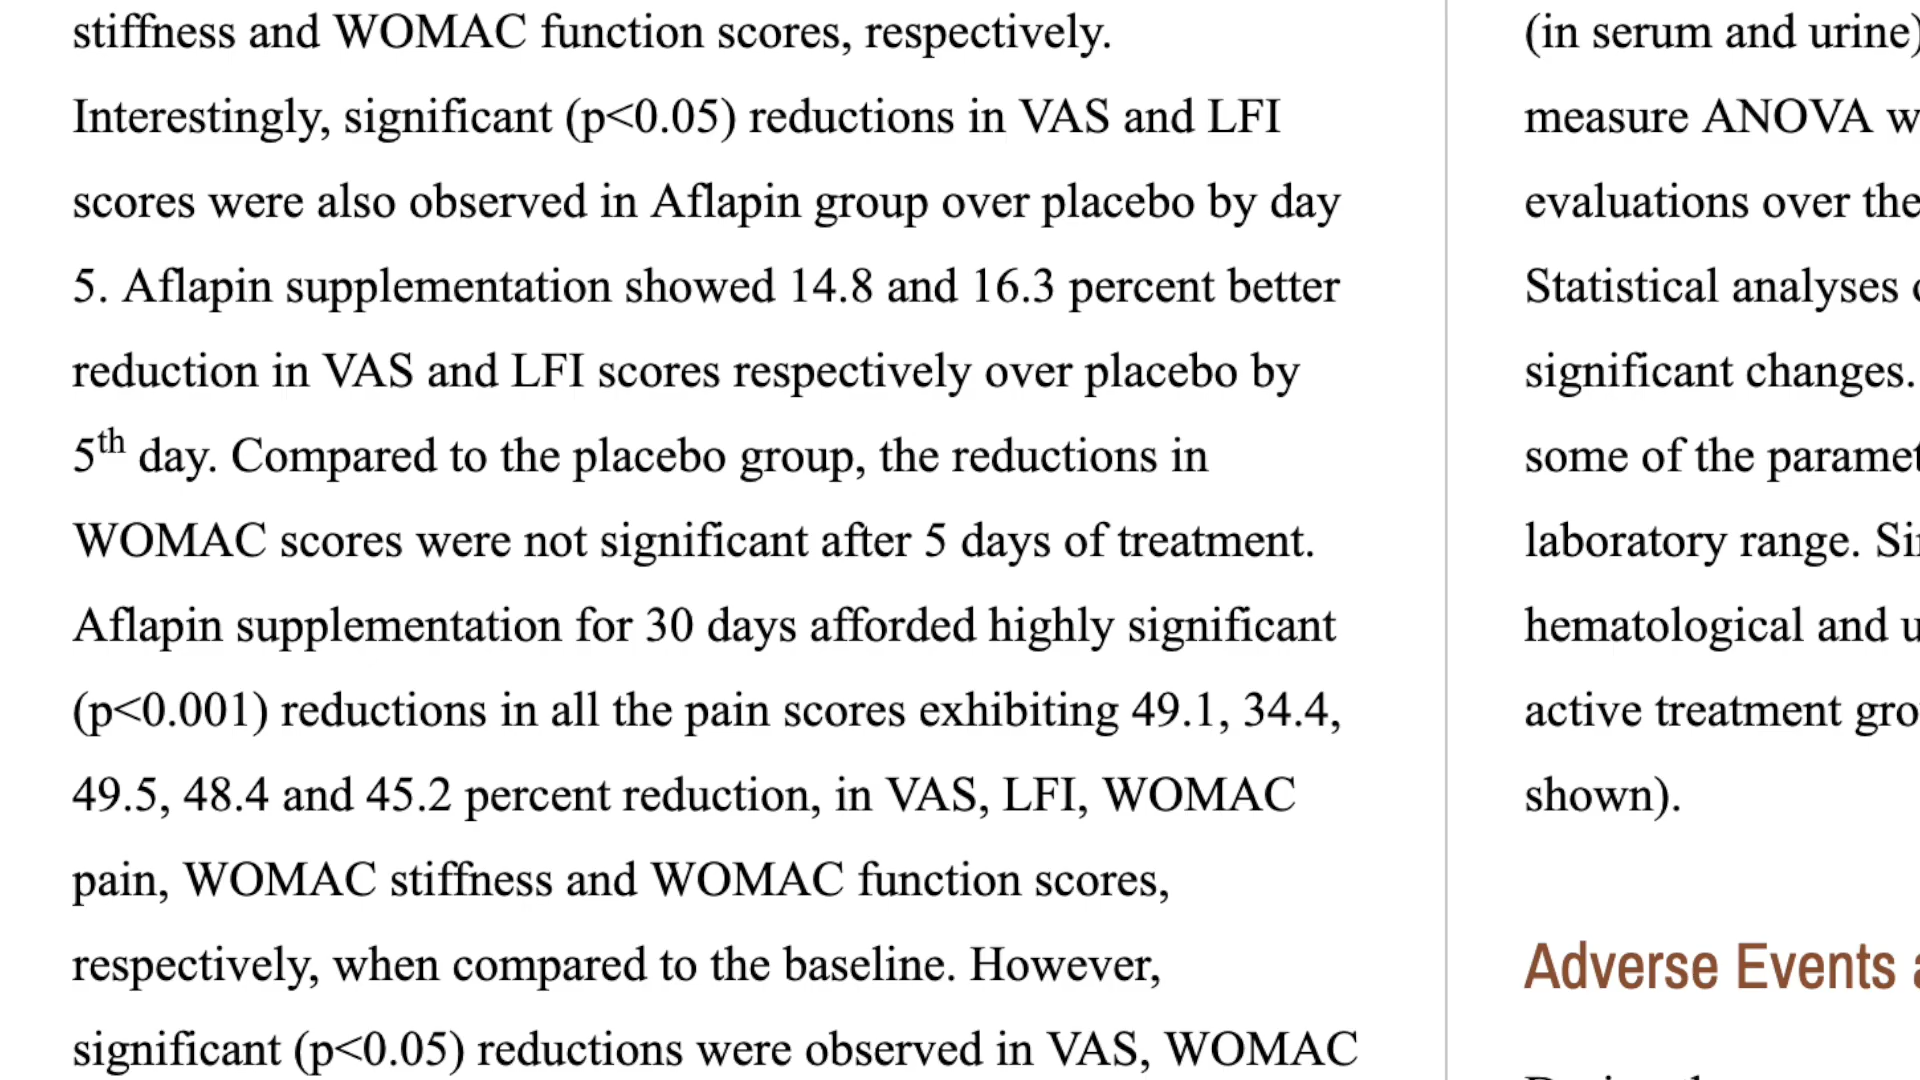 stiffness and WOMAC function scores, respectively.
Interestingly, significant (p<0.05) reductions in VAS and LFI
scores were also observed in Aflapin group over placebo by day
5. Aflapin supplementation showed 14.8 and 16.3 percent better
reduction in VAS and LFI scores respectively over placebo by
5th day. Compared to the placebo group, the reductions in
WOMAC scores were not significant after 5 days of treatment.
Aflapin supplementation for 30 days afforded highly significant
(p<0.001) reductions in all the pain scores exhibiting 49.1, 34.4,
49.5, 48.4 and 45.2 percent reduction, in VAS, LFI, WOMAC
pain, WOMAC stiffness and WOMAC function scores,
respectively, when compared to the baseline. However,
significant (p<0.05) reductions were observed in VAS, WOMAC
(in serum and urine)
measure ANOVA
evaluations over the
Statistical analyses
significant changes.
some of the
laboratory range.
hematological and
active treatment
shown).
Adverse Events